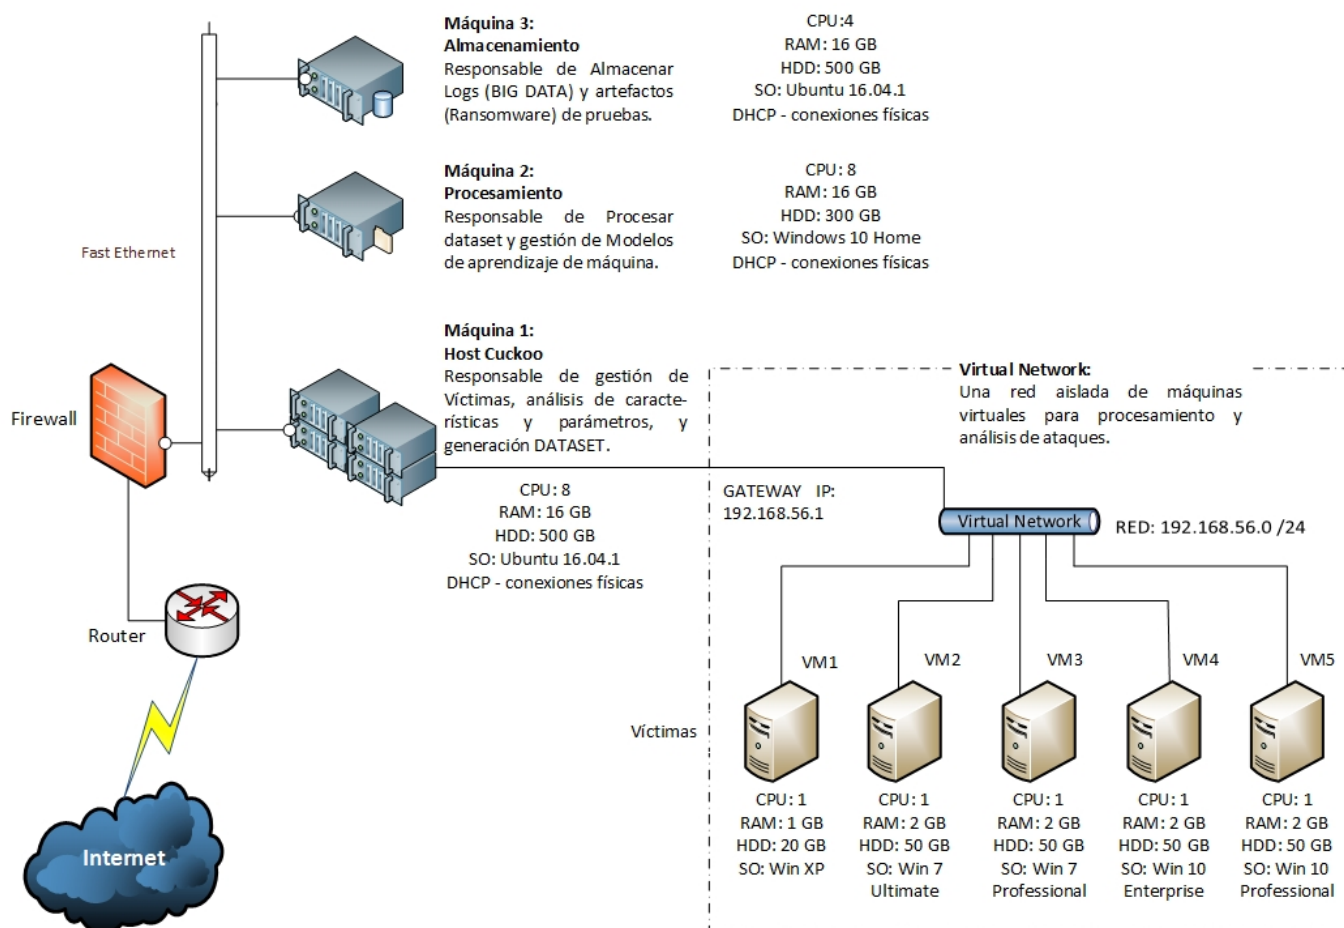 Máquina 3:
Almacenamiento
Responsable de Almacenar
Logs (BIG DATA) y artefactos
(Ransomware) de pruebas.
CPU:4
RAM: 16 GB
HDD: 500 GB
SO: Ubuntu 16.04.1
DHCP - conexiones físicas
Máquina 2:
Procesamiento
Responsable de Procesar
dataset y gestión de Modelos
de aprendizaje de máquina.
CPU: 8
RAM: 16 GB
HDD: 300 GB
SO: Windows 10 Home
DHCP - conexiones físicas
Fast Ethernet
Máquina 1:
Host Cuckoo
Responsable de gestión de
Víctimas, análisis de caracte-
rísticas y parámetros, y
generación DATASET.
CPU: 8
RAM: 16 GB
HDD: 500 GB
SO: Ubuntu 16.04.1
DHCP - conexiones físicas
Firewall
Router
Internet
Virtual Network:
Una red aislada de máquinas
virtuales para procesamiento y
análisis de ataques.
GATEWAY IP:
192.168.56.1
Virtual Network
RED: 192.168.56.0 /24
Víctimas
VM1
CPU: 1
RAM: 1 GB
HDD: 20 GB
SO: Win XP
VM2
CPU: 1
RAM: 2 GB
HDD: 50 GB
SO: Win 7
Ultimate
VM3
CPU: 1
RAM: 2 GB
HDD: 50 GB
SO: Win 7
Professional
VM4
CPU: 1
RAM: 2 GB
HDD: 50 GB
SO: Win 10
Enterprise
VM5
CPU: 1
RAM: 2 GB
HDD: 50 GB
SO: Win 10
Professional